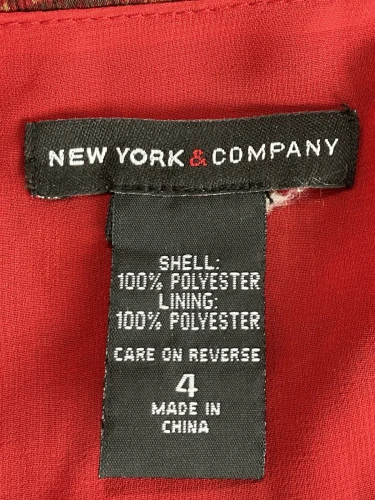 NEW YORK & COMPANY
SHELL:
100% POLYESTER
LINING:
100% POLYESTER
CARE ON REVERSE
4
MADE IN
CHINA